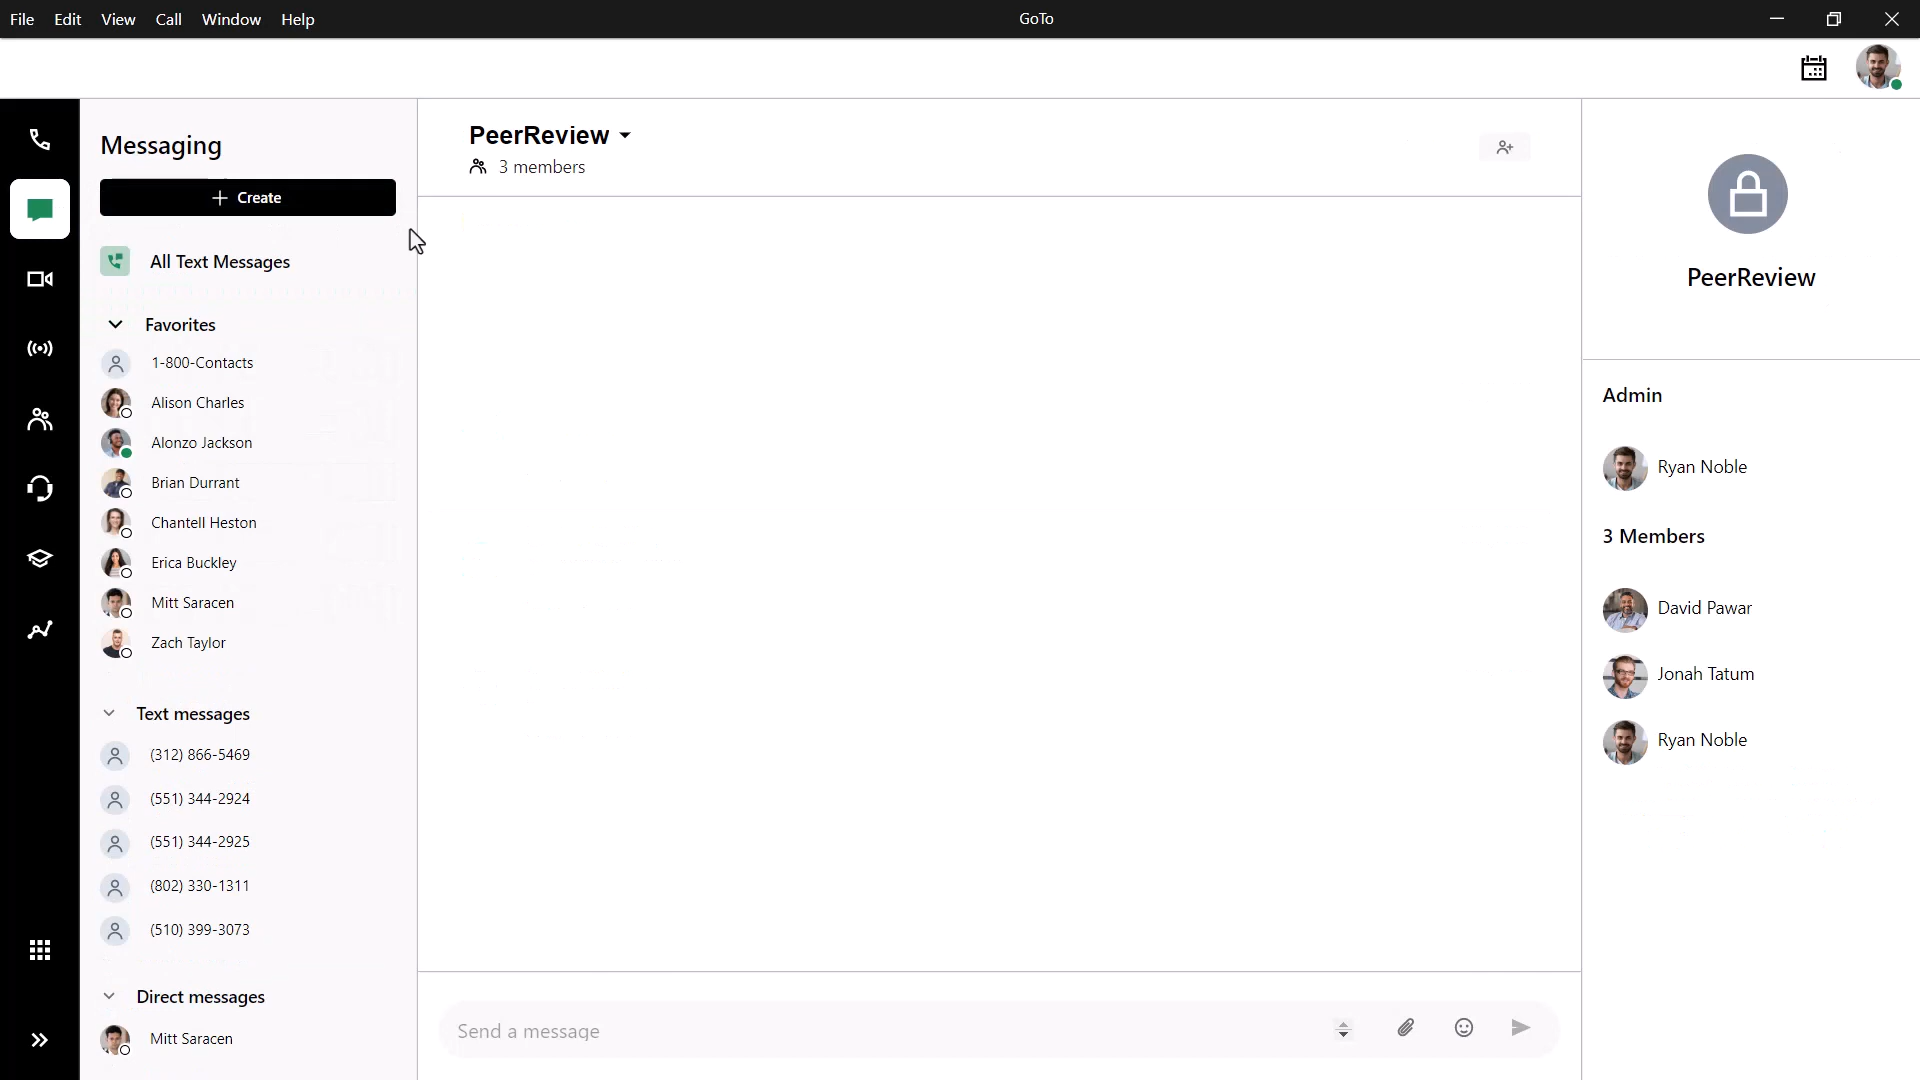 File Edit View Call Window Help GoTo
Messaging
+ Create
All Text Messages
Favorites
1-800-Contacts
Alison Charles
Alonzo Jackson
Brian Durrant
Chantell Heston
Erica Buckley
Mitt Saracen
Zach Taylor
Text messages
(312) 866-5469
(551) 344-2924
(551) 344-2925
(802) 330-1311
(510) 399-3073
Direct messages
Mitt Saracen
PeerReview
3 members
Send a message
PeerReview
Admin
Ryan Noble
3 Members
David Pawar
Jonah Tatum
Ryan Noble